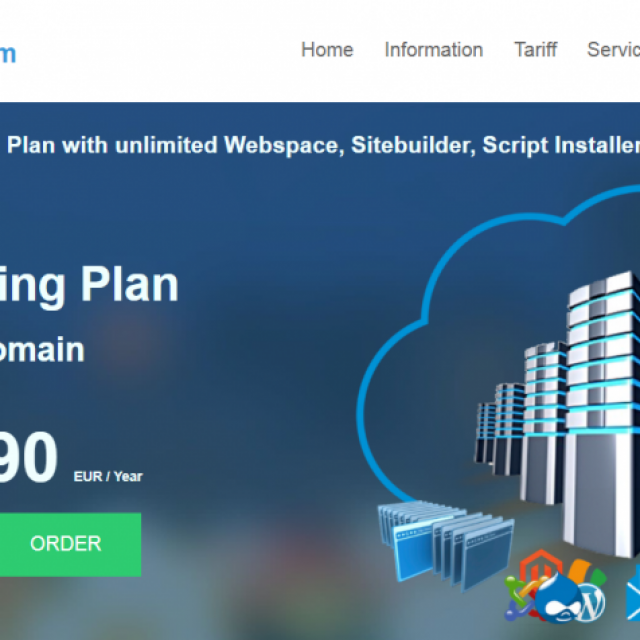 m
Home Information Tariff Servic
Plan with unlimited Webspace, Sitebuilder, Script Installer
ing Plan
omain
90
EUR / Year
ORDER